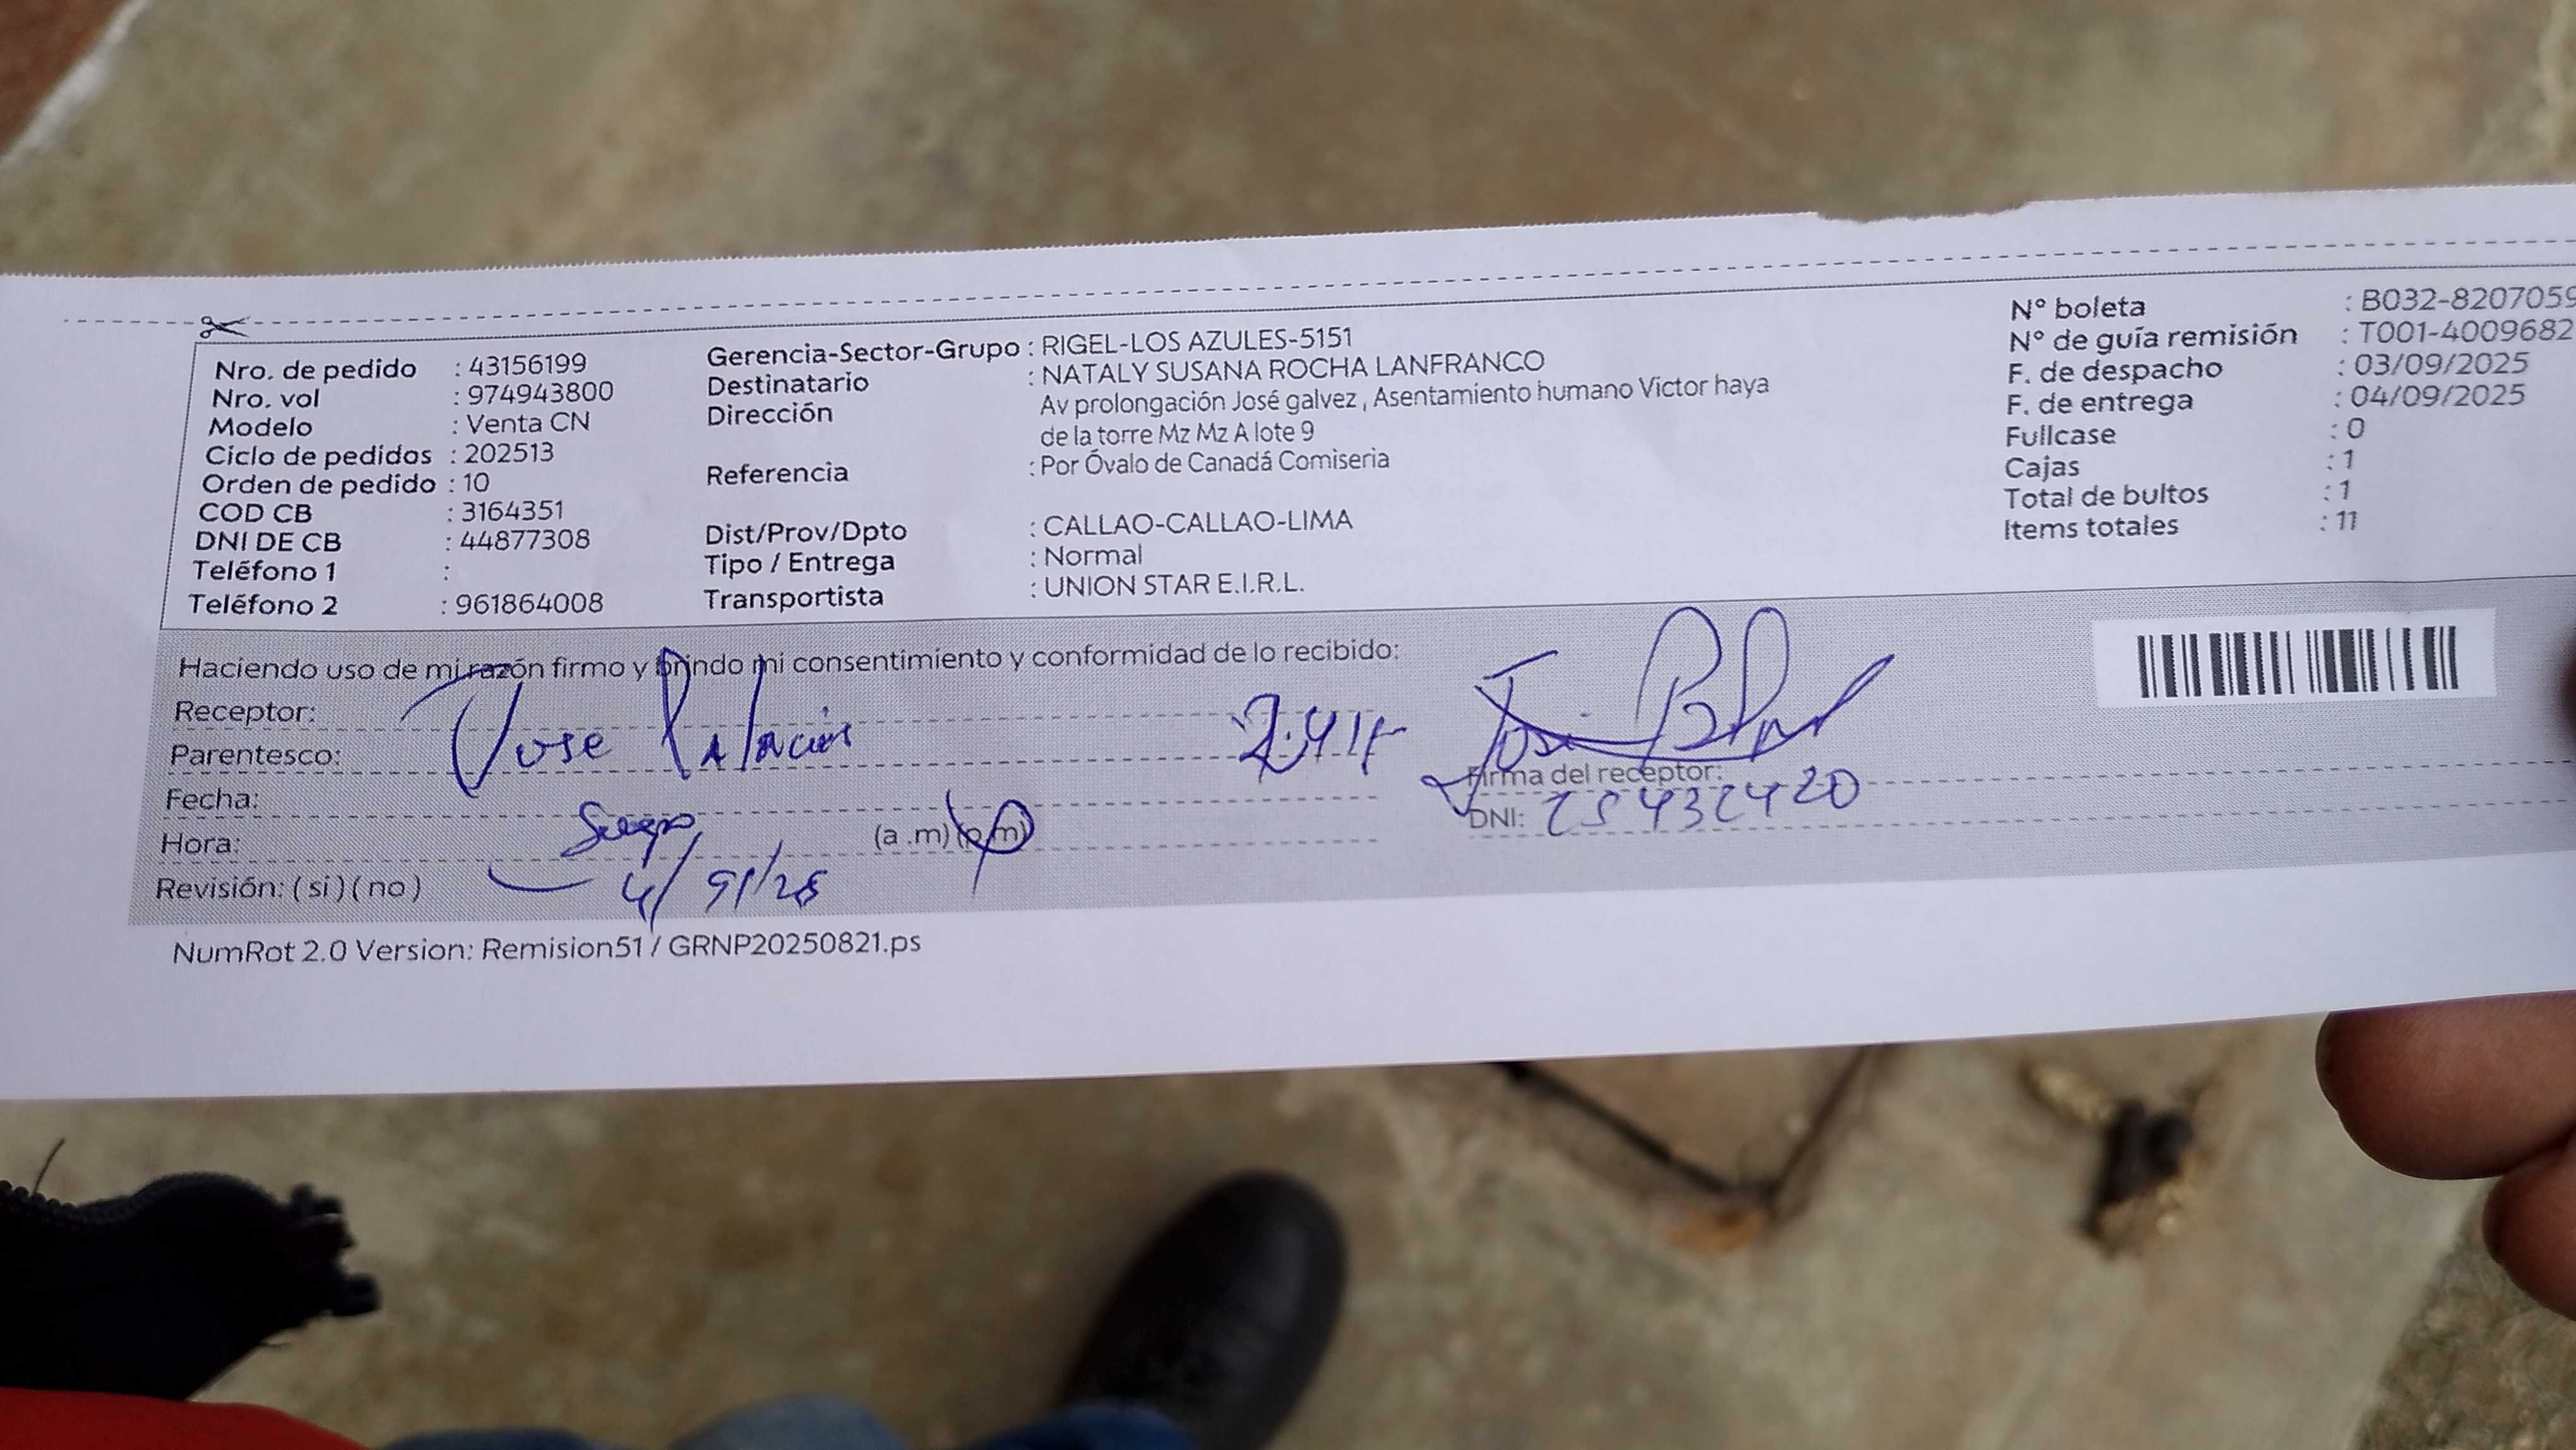 Nro. de pedido : 43156199
Nro. vol : 974943800
Modelo : Venta CN
Ciclo de pedidos : 202513
Orden de pedido : 10
COD CB : 3164351
DNI DE CB : 44877308
Teléfono 1 :
Teléfono 2 : 961864008
Gerencia-Sector-Grupo : RIGEL-LOS AZULES-5151
Destinatario : NATALY SUSANA ROCHA LANFRANCO
Dirección Av prolongación José galvez , Asentamiento humano Victor haya
de la torre Mz Mz A lote 9
Referencia : Por Óvalo de Canadá Comiseria
Dist/Prov/Dpto : CALLAO-CALLAO-LIMA
Tipo / Entrega : Normal
Transportista : UNION STAR E.I.R.L.
N° boleta : B032-8207059
N° de guía remisión : T001-4009682
F. de despacho : 03/09/2025
F. de entrega : 04/09/2025
Fullcase : 0
Cajas : 1
Total de bultos : 1
Items totales : 11
Haciendo uso de mi razón firmo y brindo mi consentimiento y conformidad de lo recibido:
Receptor:
Parentesco: Jose Palacios
Fecha: Suegro
Hora: (a .m) (p.m)
Revisión: ( si ) ( no ) 4/ 9/25
Firma del receptor:
DNI: 25432420
NumRot 2.0 Version: Remision51 / GRNP20250821.ps